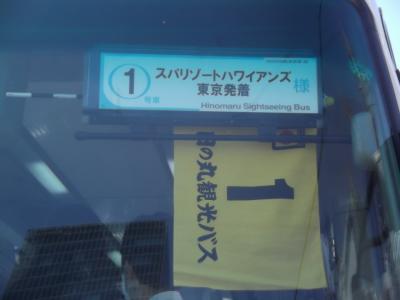 ① 号車
スパリゾートハワイアンズ
東京発着
様
Hinomaru Sightseeing Bus
1
日の丸観光バス